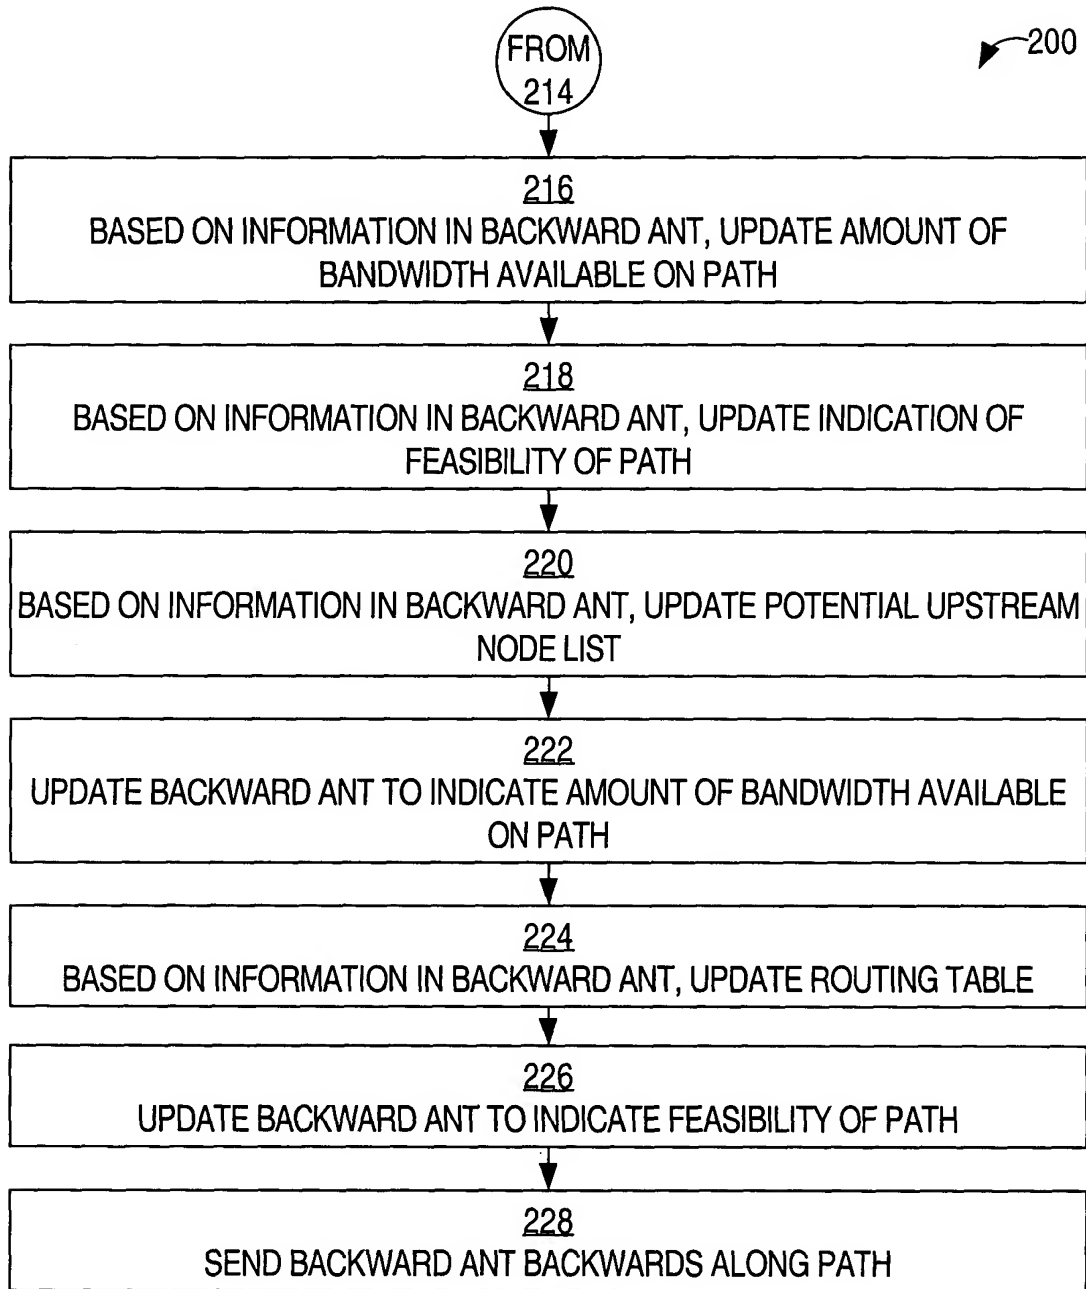 FROM
214
200
216
BASED ON INFORMATION IN BACKWARD ANT, UPDATE AMOUNT OF
BANDWIDTH AVAILABLE ON PATH
218
BASED ON INFORMATION IN BACKWARD ANT, UPDATE INDICATION OF
FEASIBILITY OF PATH
220
BASED ON INFORMATION IN BACKWARD ANT, UPDATE POTENTIAL UPSTREAM
NODE LIST
222
UPDATE BACKWARD ANT TO INDICATE AMOUNT OF BANDWIDTH AVAILABLE
ON PATH
224
BASED ON INFORMATION IN BACKWARD ANT, UPDATE ROUTING TABLE
226
UPDATE BACKWARD ANT TO INDICATE FEASIBILITY OF PATH
228
SEND BACKWARD ANT BACKWARDS ALONG PATH